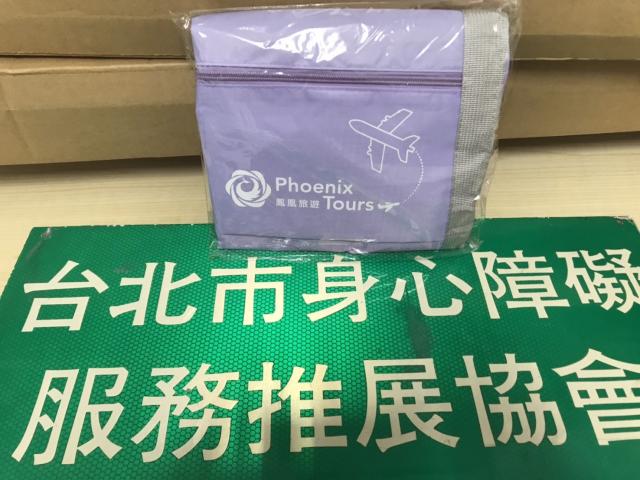 Phoenix
鳳凰旅遊 Tours
台北市身心障礙
服務推展協會